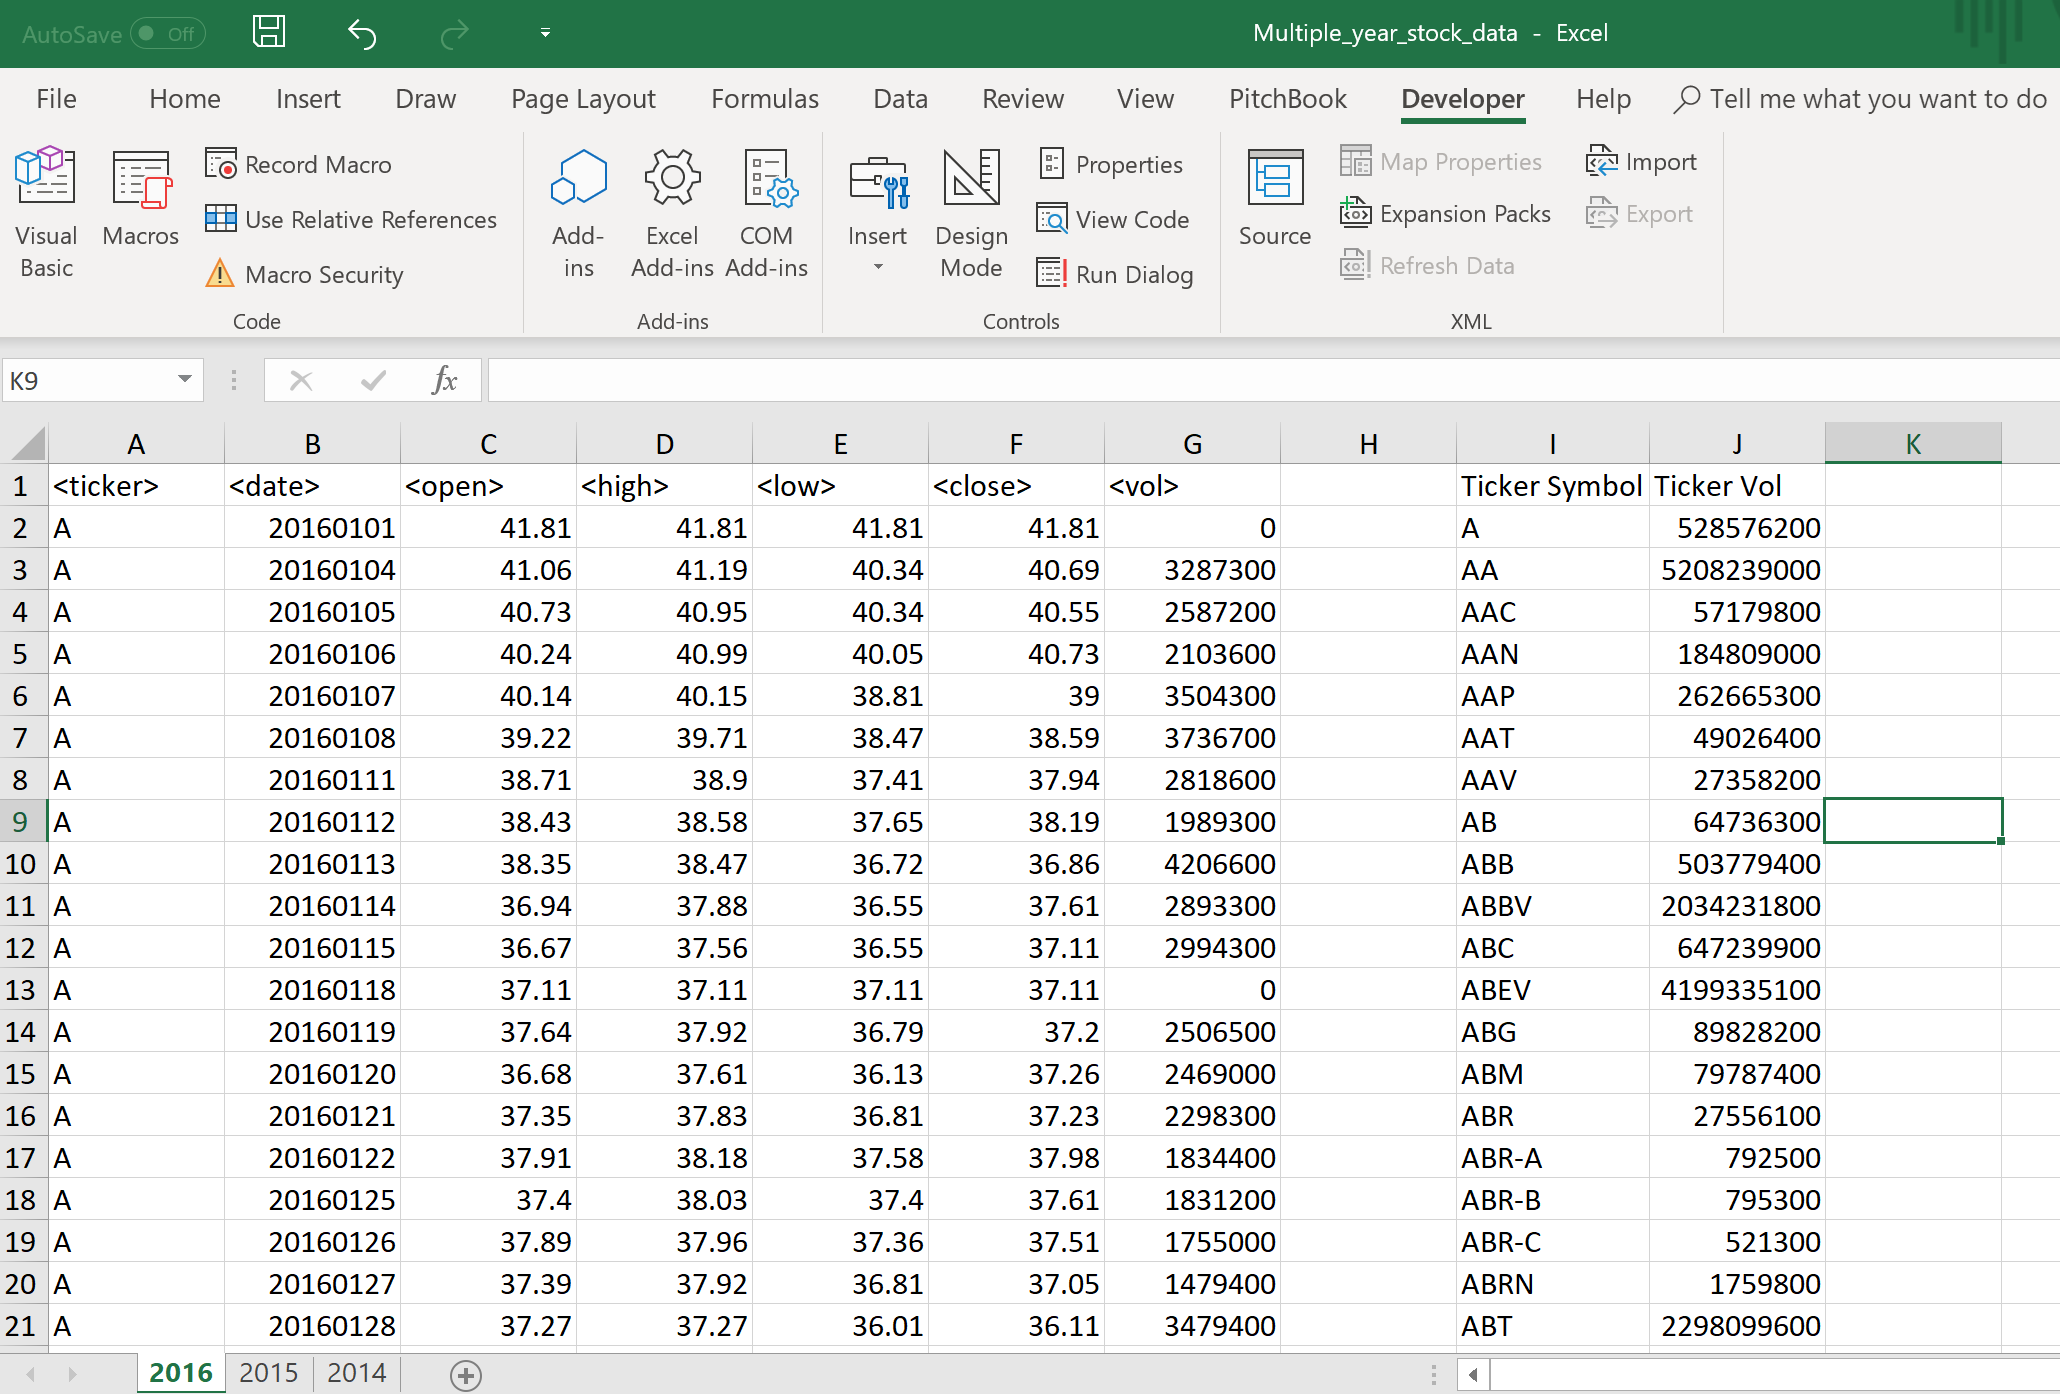 AutoSave Off Multiple_year_stock_data - Excel
File Home Insert Draw Page Layout Formulas Data Review View PitchBook Developer Help Tell me what you want to do
Visual Basic
Macros
Record Macro
Use Relative References
Macro Security
Code
Add-ins
Excel Add-ins
COM Add-ins
Add-ins
Insert
Design Mode
Properties
View Code
Run Dialog
Controls
Source
Map Properties
Expansion Packs
Refresh Data
Import
Export
XML
K9 fx
A B C D E F G H I J K
1 <ticker> <date> <open> <high> <low> <close> <vol> Ticker Symbol Ticker Vol
2 A 20160101 41.81 41.81 41.81 41.81 0 A 528576200
3 A 20160104 41.06 41.19 40.34 40.69 3287300 AA 5208239000
4 A 20160105 40.73 40.95 40.34 40.55 2587200 AAC 57179800
5 A 20160106 40.24 40.99 40.05 40.73 2103600 AAN 184809000
6 A 20160107 40.14 40.15 38.81 39 3504300 AAP 262665300
7 A 20160108 39.22 39.71 38.47 38.59 3736700 AAT 49026400
8 A 20160111 38.71 38.9 37.41 37.94 2818600 AAV 27358200
9 A 20160112 38.43 38.58 37.65 38.19 1989300 AB 64736300
10 A 20160113 38.35 38.47 36.72 36.86 4206600 ABB 503779400
11 A 20160114 36.94 37.88 36.55 37.61 2893300 ABBV 2034231800
12 A 20160115 36.67 37.56 36.55 37.11 2994300 ABC 647239900
13 A 20160118 37.11 37.11 37.11 37.11 0 ABEV 4199335100
14 A 20160119 37.64 37.92 36.79 37.2 2506500 ABG 89828200
15 A 20160120 36.68 37.61 36.13 37.26 2469000 ABM 79787400
16 A 20160121 37.35 37.83 36.81 37.23 2298300 ABR 27556100
17 A 20160122 37.91 38.18 37.58 37.98 1834400 ABR-A 792500
18 A 20160125 37.4 38.03 37.4 37.61 1831200 ABR-B 795300
19 A 20160126 37.89 37.96 37.36 37.51 1755000 ABR-C 521300
20 A 20160127 37.39 37.92 36.81 37.05 1479400 ABRN 1759800
21 A 20160128 37.27 37.27 36.01 36.11 3479400 ABT 2298099600
2016 2015 2014